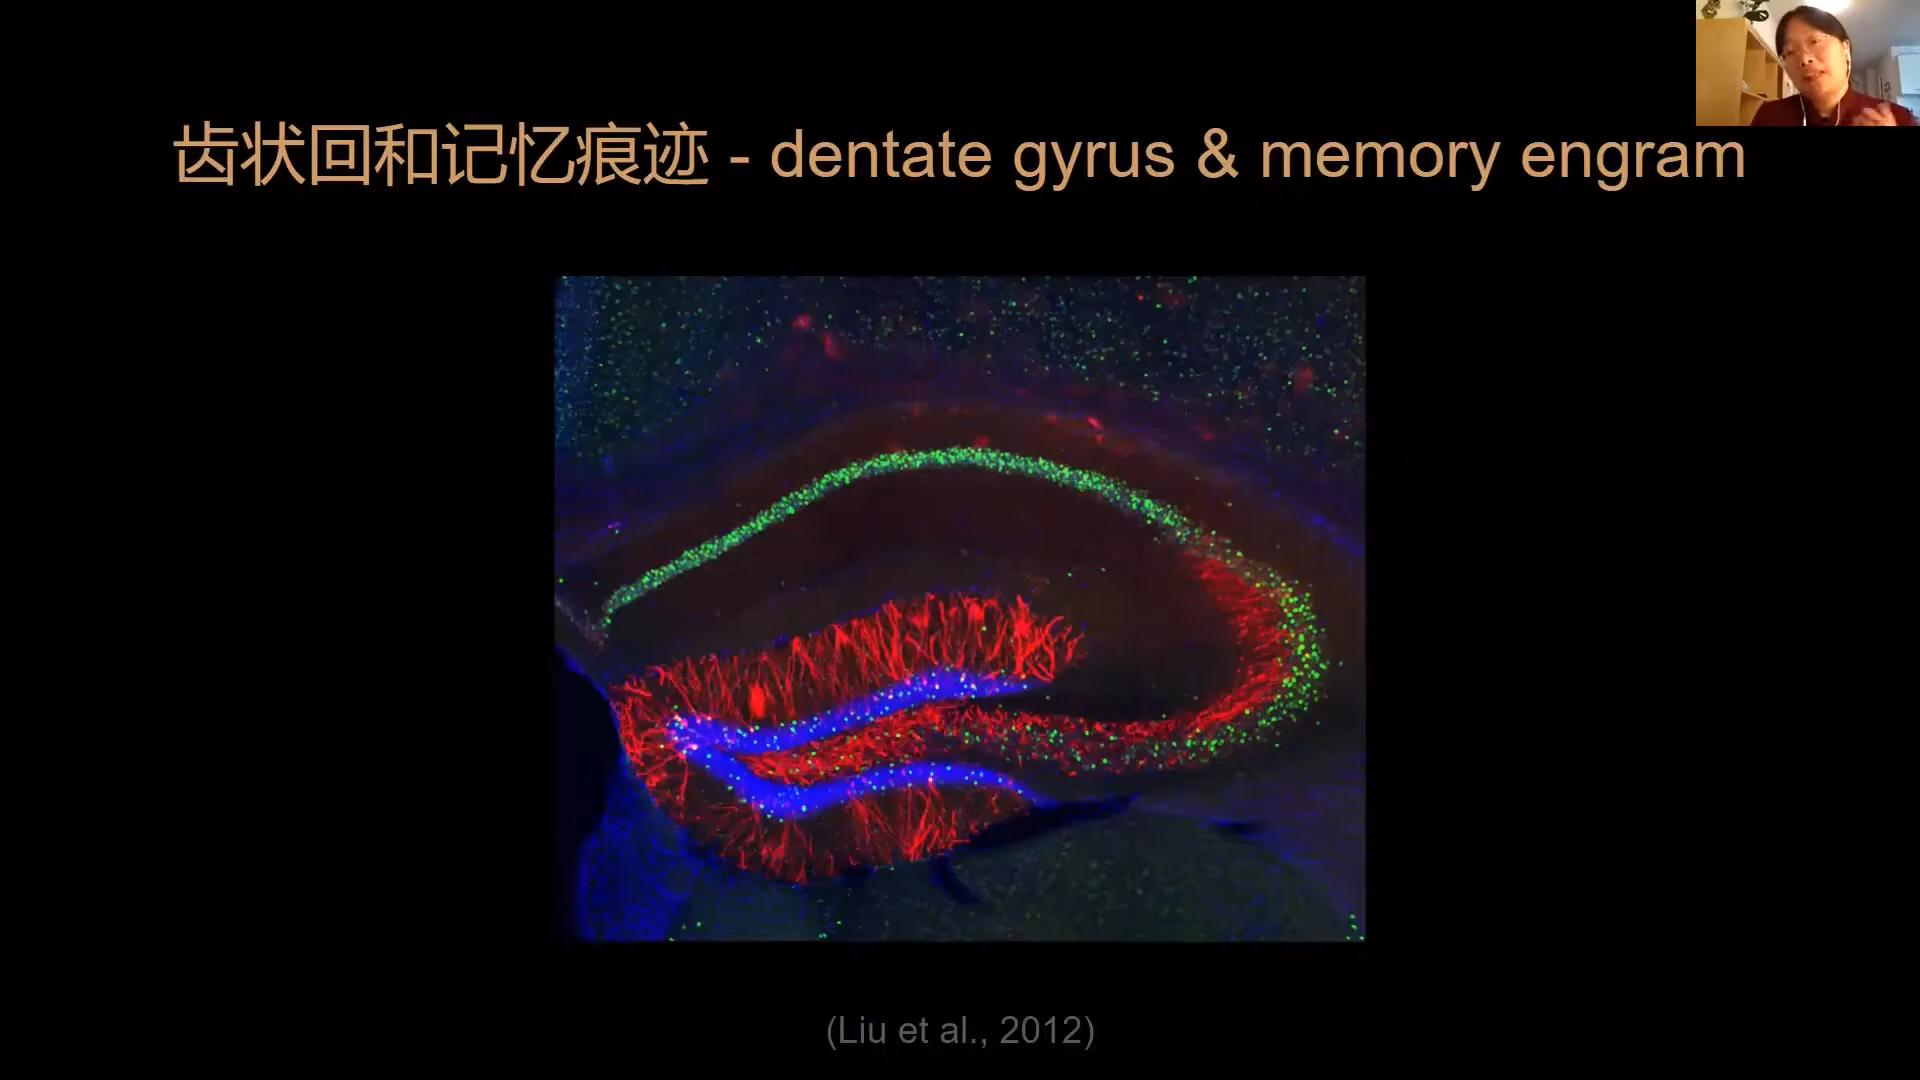 齿状回和记忆痕迹 - dentate gyrus & memory engram
(Liu et al., 2012)